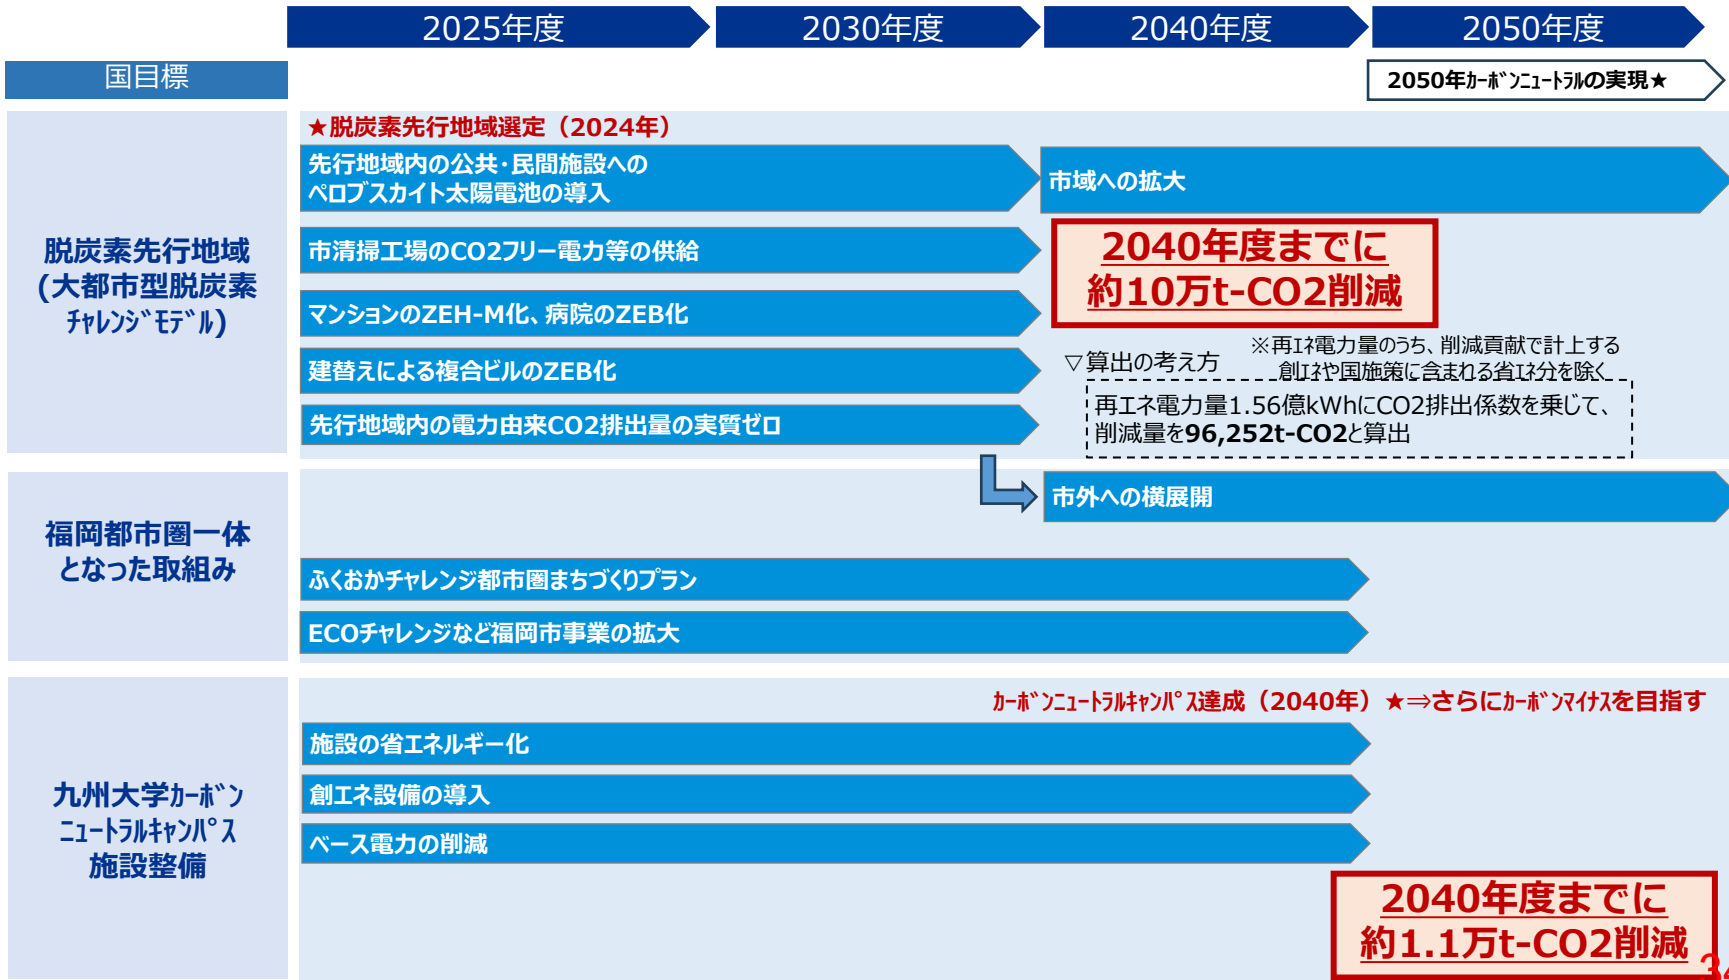 2025年度
2030年度
2040年度
2050年度
国目標
2050年ｶｰﾎﾞﾝﾆｭｰﾄﾗﾙの実現★
脱炭素先行地域
(大都市型脱炭素
ﾁｬﾚﾝｼﾞﾓﾃﾞﾙ)
★脱炭素先行地域選定（2024年）
先行地域内の公共・民間施設への
ペロブスカイト太陽電池の導入
市域への拡大
市清掃工場のCO2フリー電力等の供給
マンションのZEH-M化、病院のZEB化
建替えによる複合ビルのZEB化
先行地域内の電力由来CO2排出量の実質ゼロ
2040年度までに
約10万t-CO2削減
▽算出の考え方
※再ｴﾈ電力量のうち、削減貢献で計上する
創ｴﾈや国施策に含まれる省ｴﾈ分を除く
再エネ電力量1.56億kWhにCO2排出係数を乗じて、
削減量を96,252t-CO2と算出
福岡都市圏一体
となった取組み
市外への横展開
ふくおかチャレンジ都市圏まちづくりプラン
ECOチャレンジなど福岡市事業の拡大
九州大学ｶｰﾎﾞﾝ
ﾆｭｰﾄﾗﾙｷｬﾝﾊﾟｽ
施設整備
ｶｰﾎﾞﾝﾆｭｰﾄﾗﾙｷｬﾝﾊﾟｽ達成（2040年）★⇒さらにｶｰﾎﾞﾝﾏｲﾅｽを目指す
施設の省エネルギー化
創エネ設備の導入
ベース電力の削減
2040年度までに
約1.1万t-CO2削減